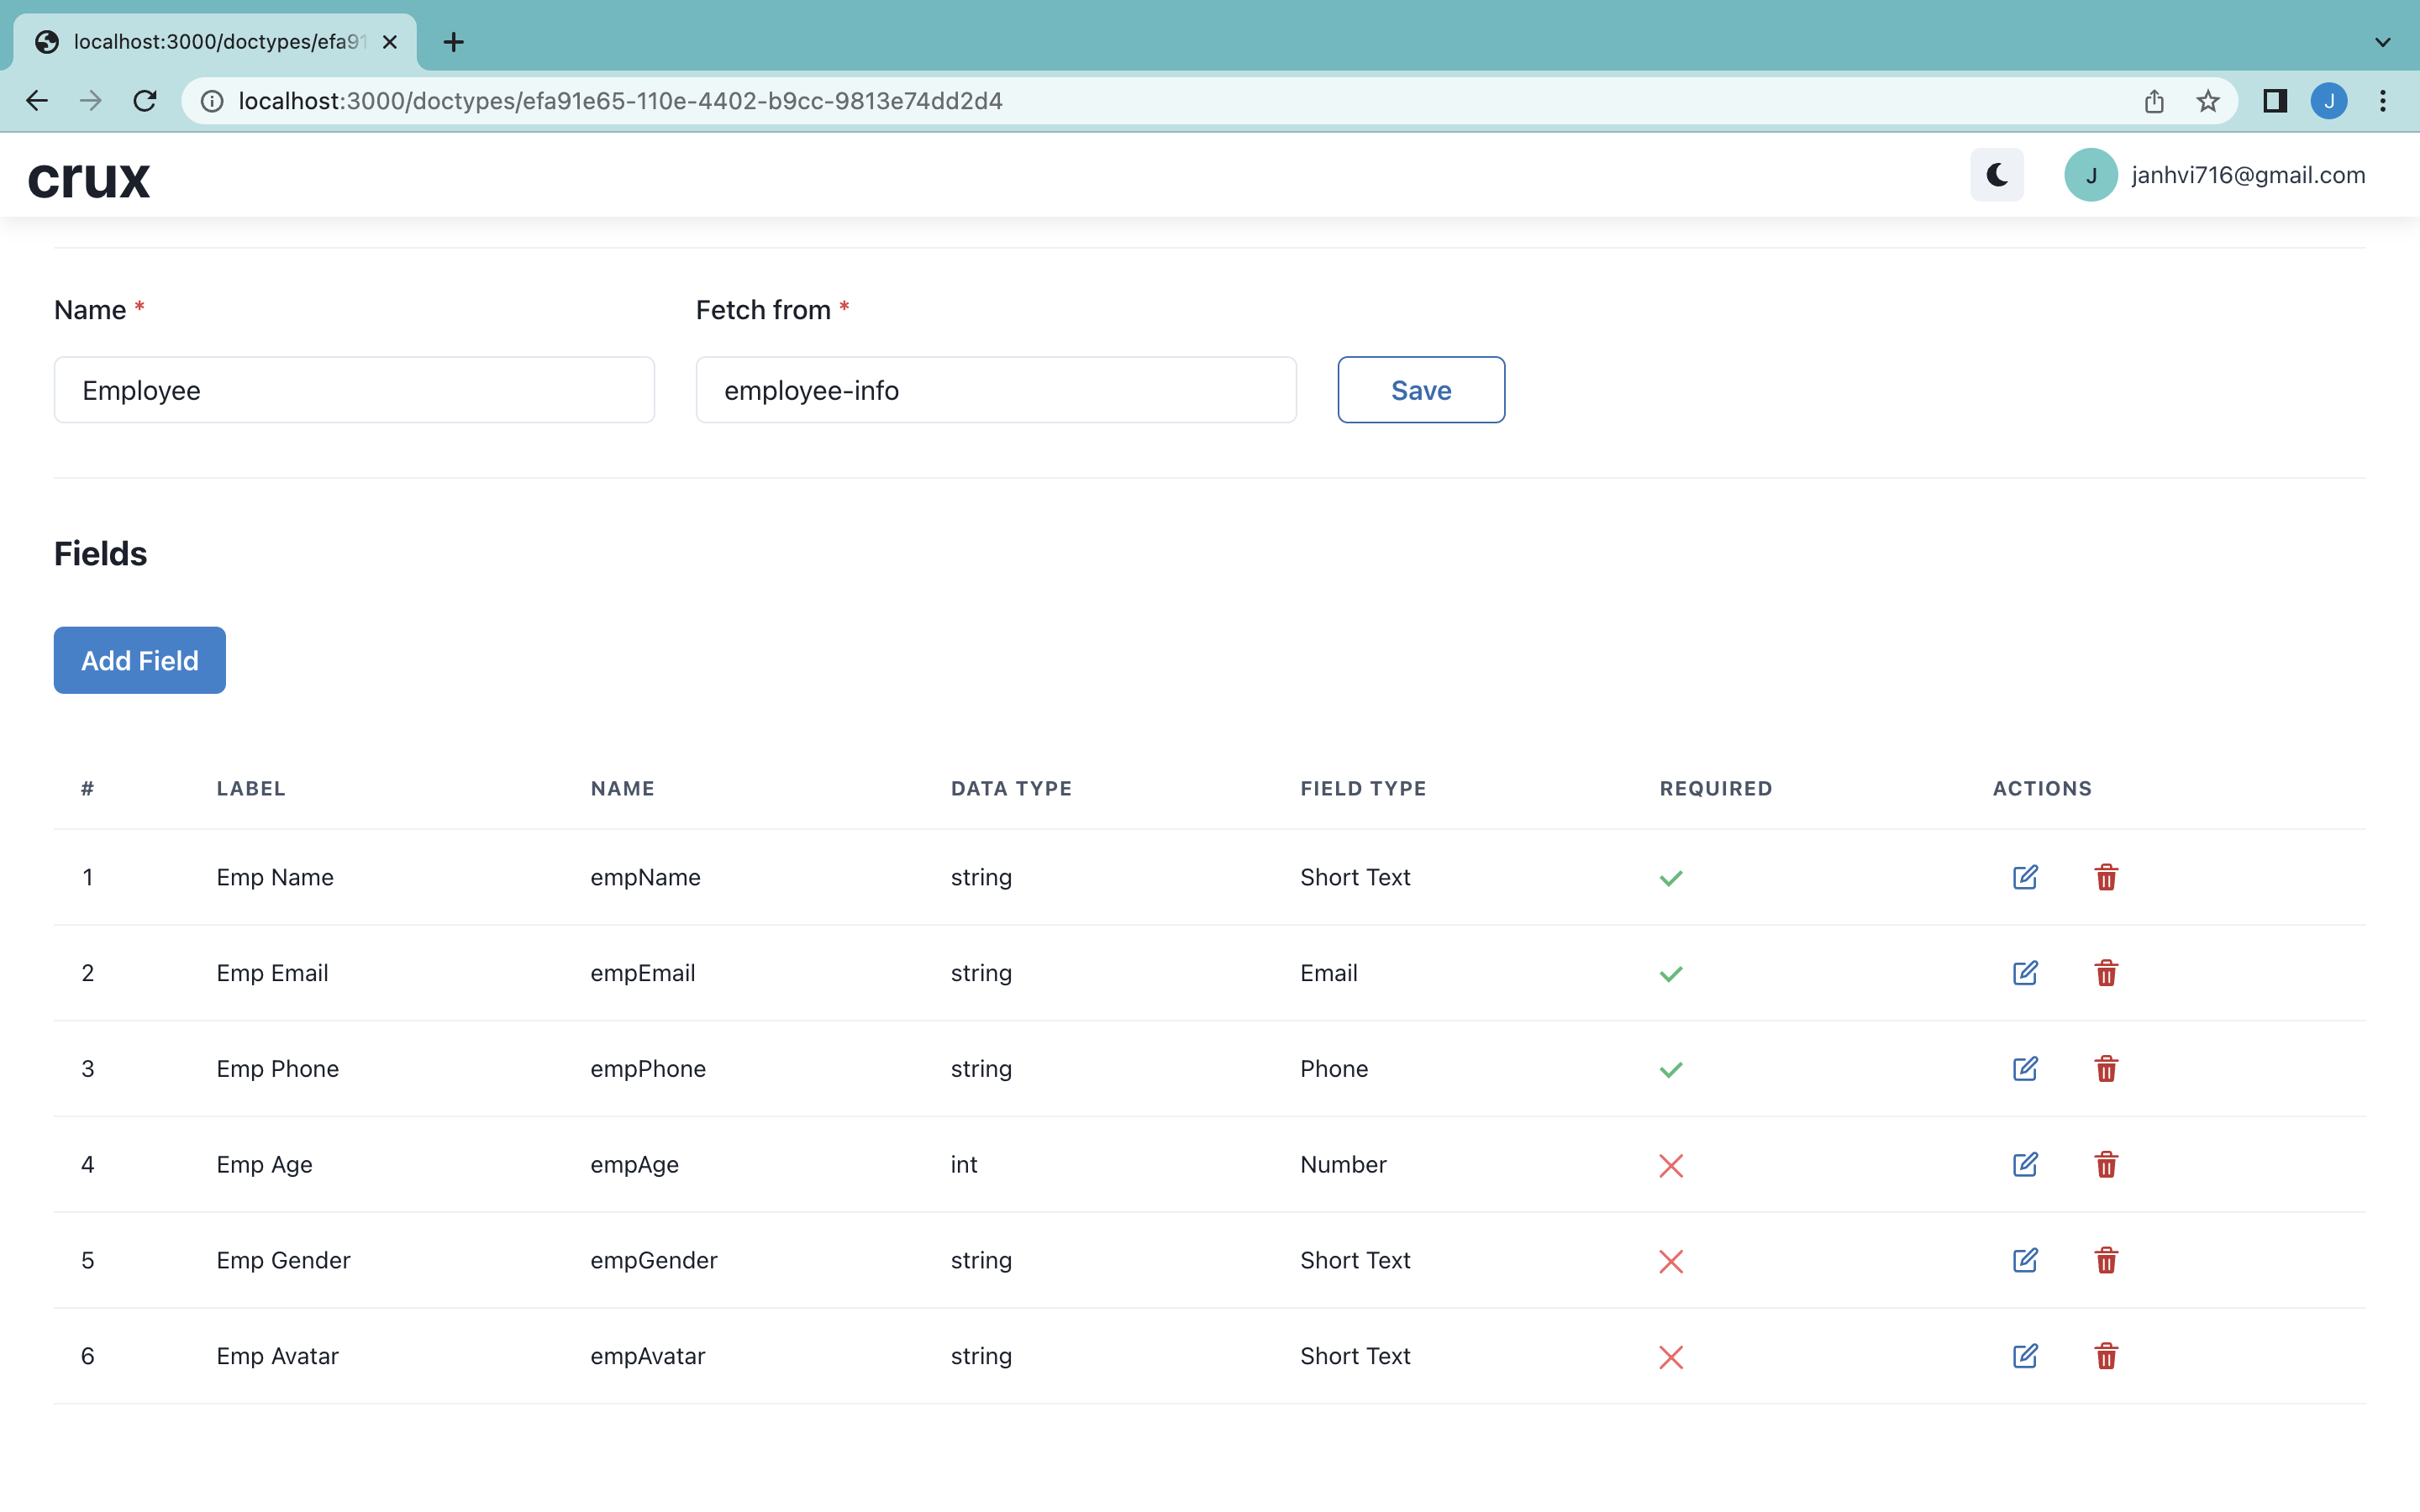 localhost:3000/doctypes/efa91
localhost:3000/doctypes/efa91e65-110e-4402-b9cc-9813e74dd2d4
J
crux
J janhvi716@gmail.com
Name * Fetch from *
Employee employee-info Save
Fields
Add Field
# LABEL NAME DATA TYPE FIELD TYPE REQUIRED ACTIONS
1 Emp Name empName string Short Text
2 Emp Email empEmail string Email
3 Emp Phone empPhone string Phone
4 Emp Age empAge int Number
5 Emp Gender empGender string Short Text
6 Emp Avatar empAvatar string Short Text